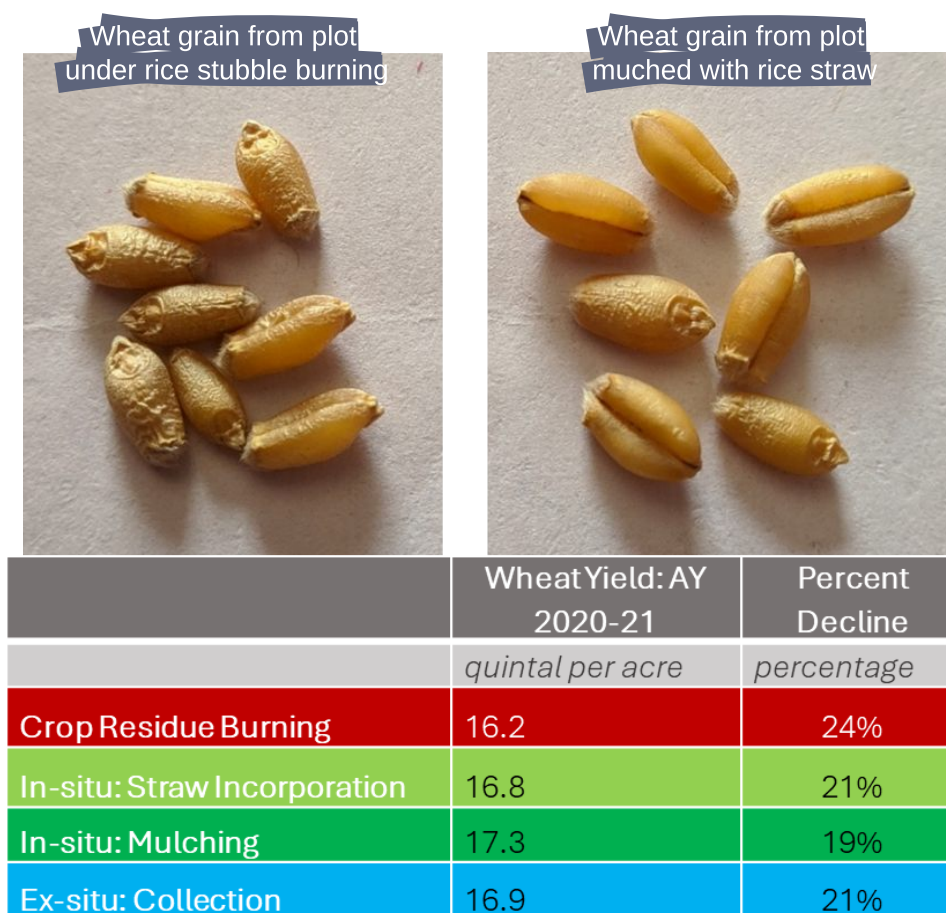 Wheat grain from plot
under rice stubble burning
Wheat grain from plot
muched with rice straw
Wheat Yield: AY
2020-21
Percent
Decline
quintal per acre
percentage
Crop Residue Burning 16.2 24%
In-situ: Straw Incorporation 16.8 21%
In-situ: Mulching 17.3 19%
Ex-situ: Collection 16.9 21%